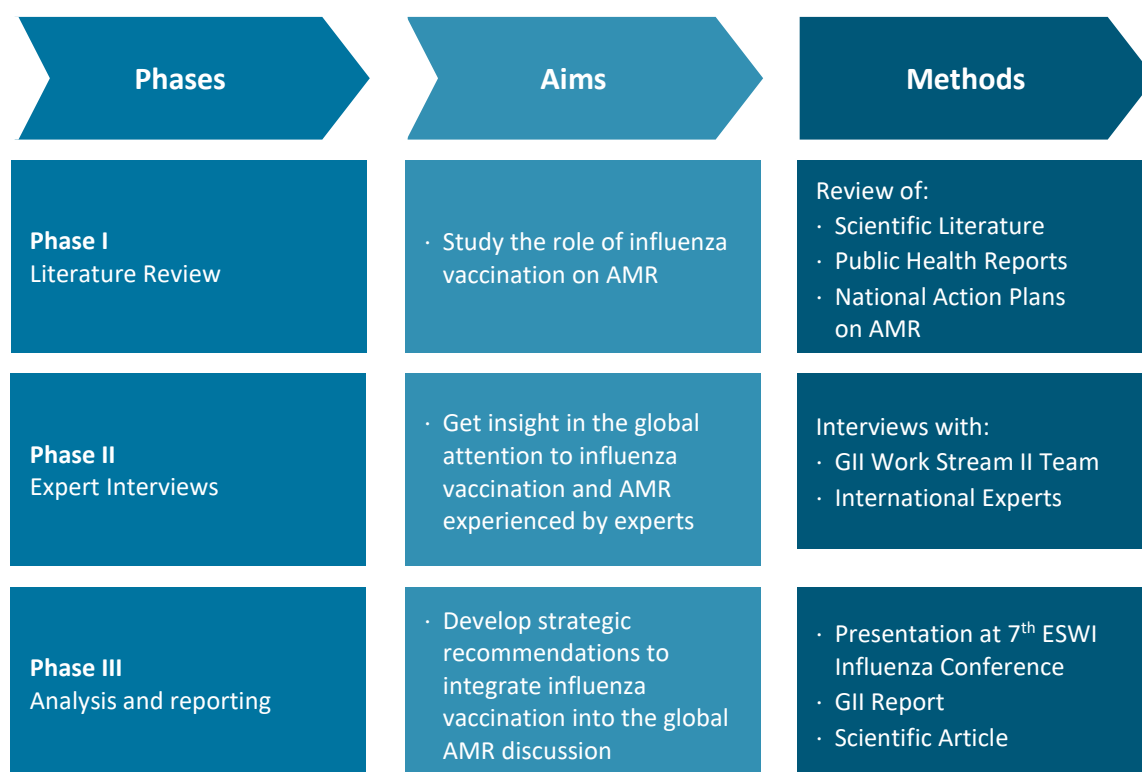 Phases
Aims
Methods
Phase I
Literature Review
· Study the role of influenza
vaccination on AMR
Review of:
· Scientific Literature
· Public Health Reports
· National Action Plans
on AMR
Phase II
Expert Interviews
· Get insight in the global
attention to influenza
vaccination and AMR
experienced by experts
Interviews with:
· GII Work Stream II Team
· International Experts
Phase III
Analysis and reporting
· Develop strategic
recommendations to
integrate influenza
vaccination into the global
AMR discussion
· Presentation at 7th ESWI
Influenza Conference
· GII Report
· Scientific Article